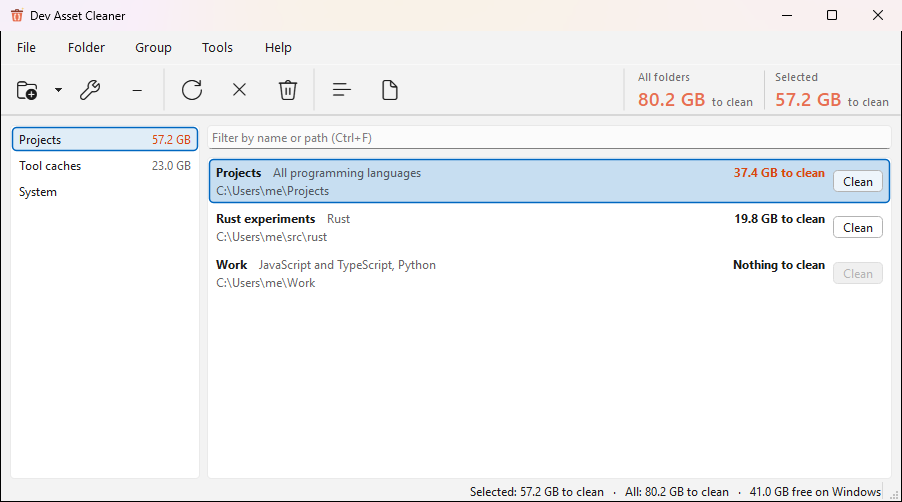 Dev Asset Cleaner
File Folder Group Tools Help
All folders
80.2 GB to clean
Selected
57.2 GB to clean
Projects 57.2 GB
Tool caches 23.0 GB
System
Filter by name or path (Ctrl+F)
Projects All programming languages
C:\Users\me\Projects
37.4 GB to clean
Clean
Rust experiments Rust
C:\Users\me\src\rust
19.8 GB to clean
Clean
Work JavaScript and TypeScript, Python
C:\Users\me\Work
Nothing to clean
Clean
Selected: 57.2 GB to clean · All: 80.2 GB to clean · 41.0 GB free on Windows